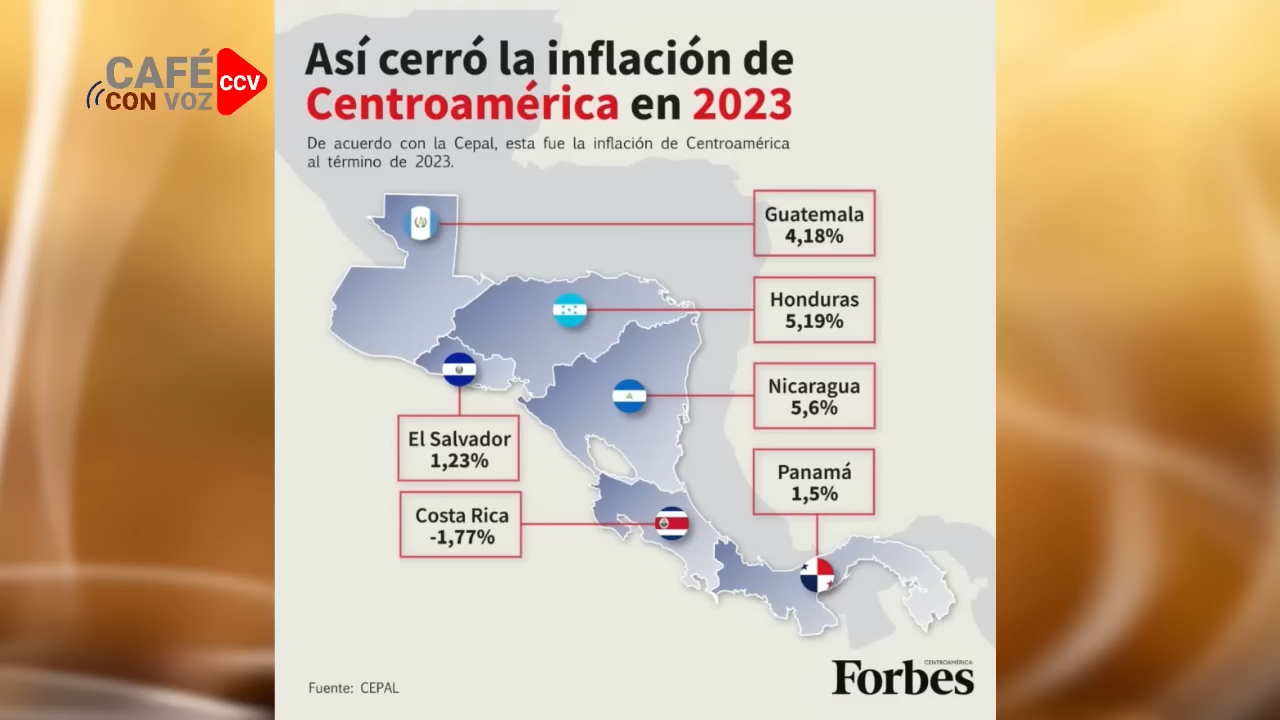 CAFÉ
CON VOZ
CCV
Así cerró la inflación de
Centroamérica en 2023
De acuerdo con la Cepal, esta fue la inflación de Centroamérica
al término de 2023.
Guatemala
4,18%
Honduras
5,19%
Nicaragua
5,6%
El Salvador
1,23%
Panamá
1,5%
Costa Rica
-1,77%
CENTROAMÉRICA
Forbes
Fuente: CEPAL